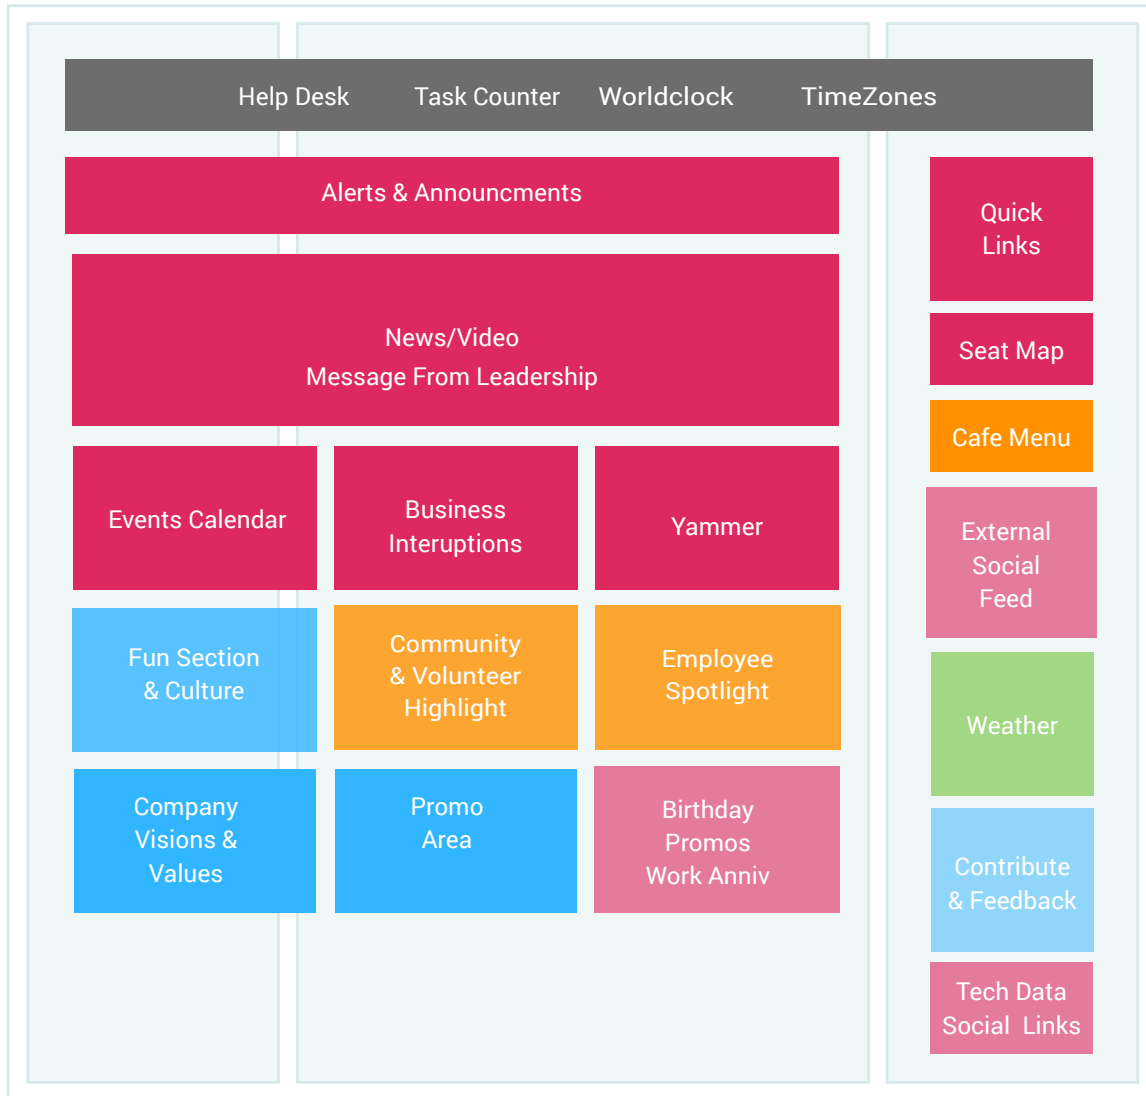 Help Desk Task Counter Worldclock TimeZones
Alerts & Announcments
News/Video
Message From Leadership
Events Calendar
Business
Interuptions
Yammer
Fun Section
& Culture
Community
& Volunteer
Highlight
Employee
Spotlight
Company
Visions &
Values
Promo
Area
Birthday
Promos
Work Anniv
Quick
Links
Seat Map
Cafe Menu
External
Social
Feed
Weather
Contribute
& Feedback
Tech Data
Social Links